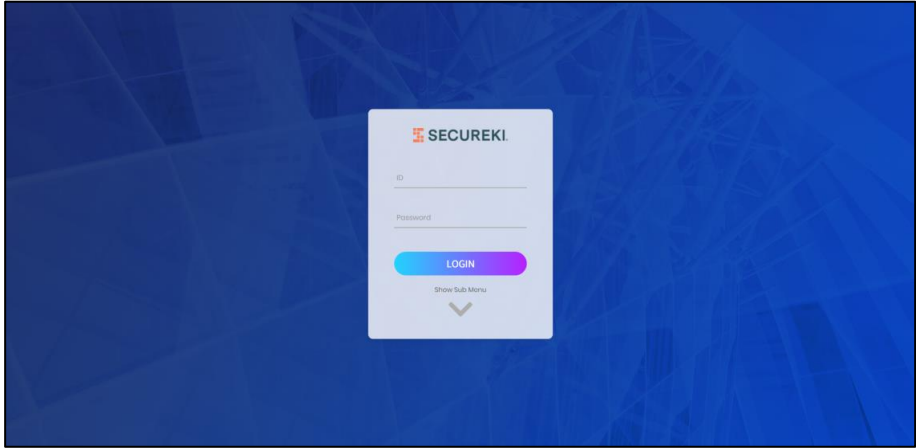 SECUREKI.
ID
Password
LOGIN
Show Sub Menu